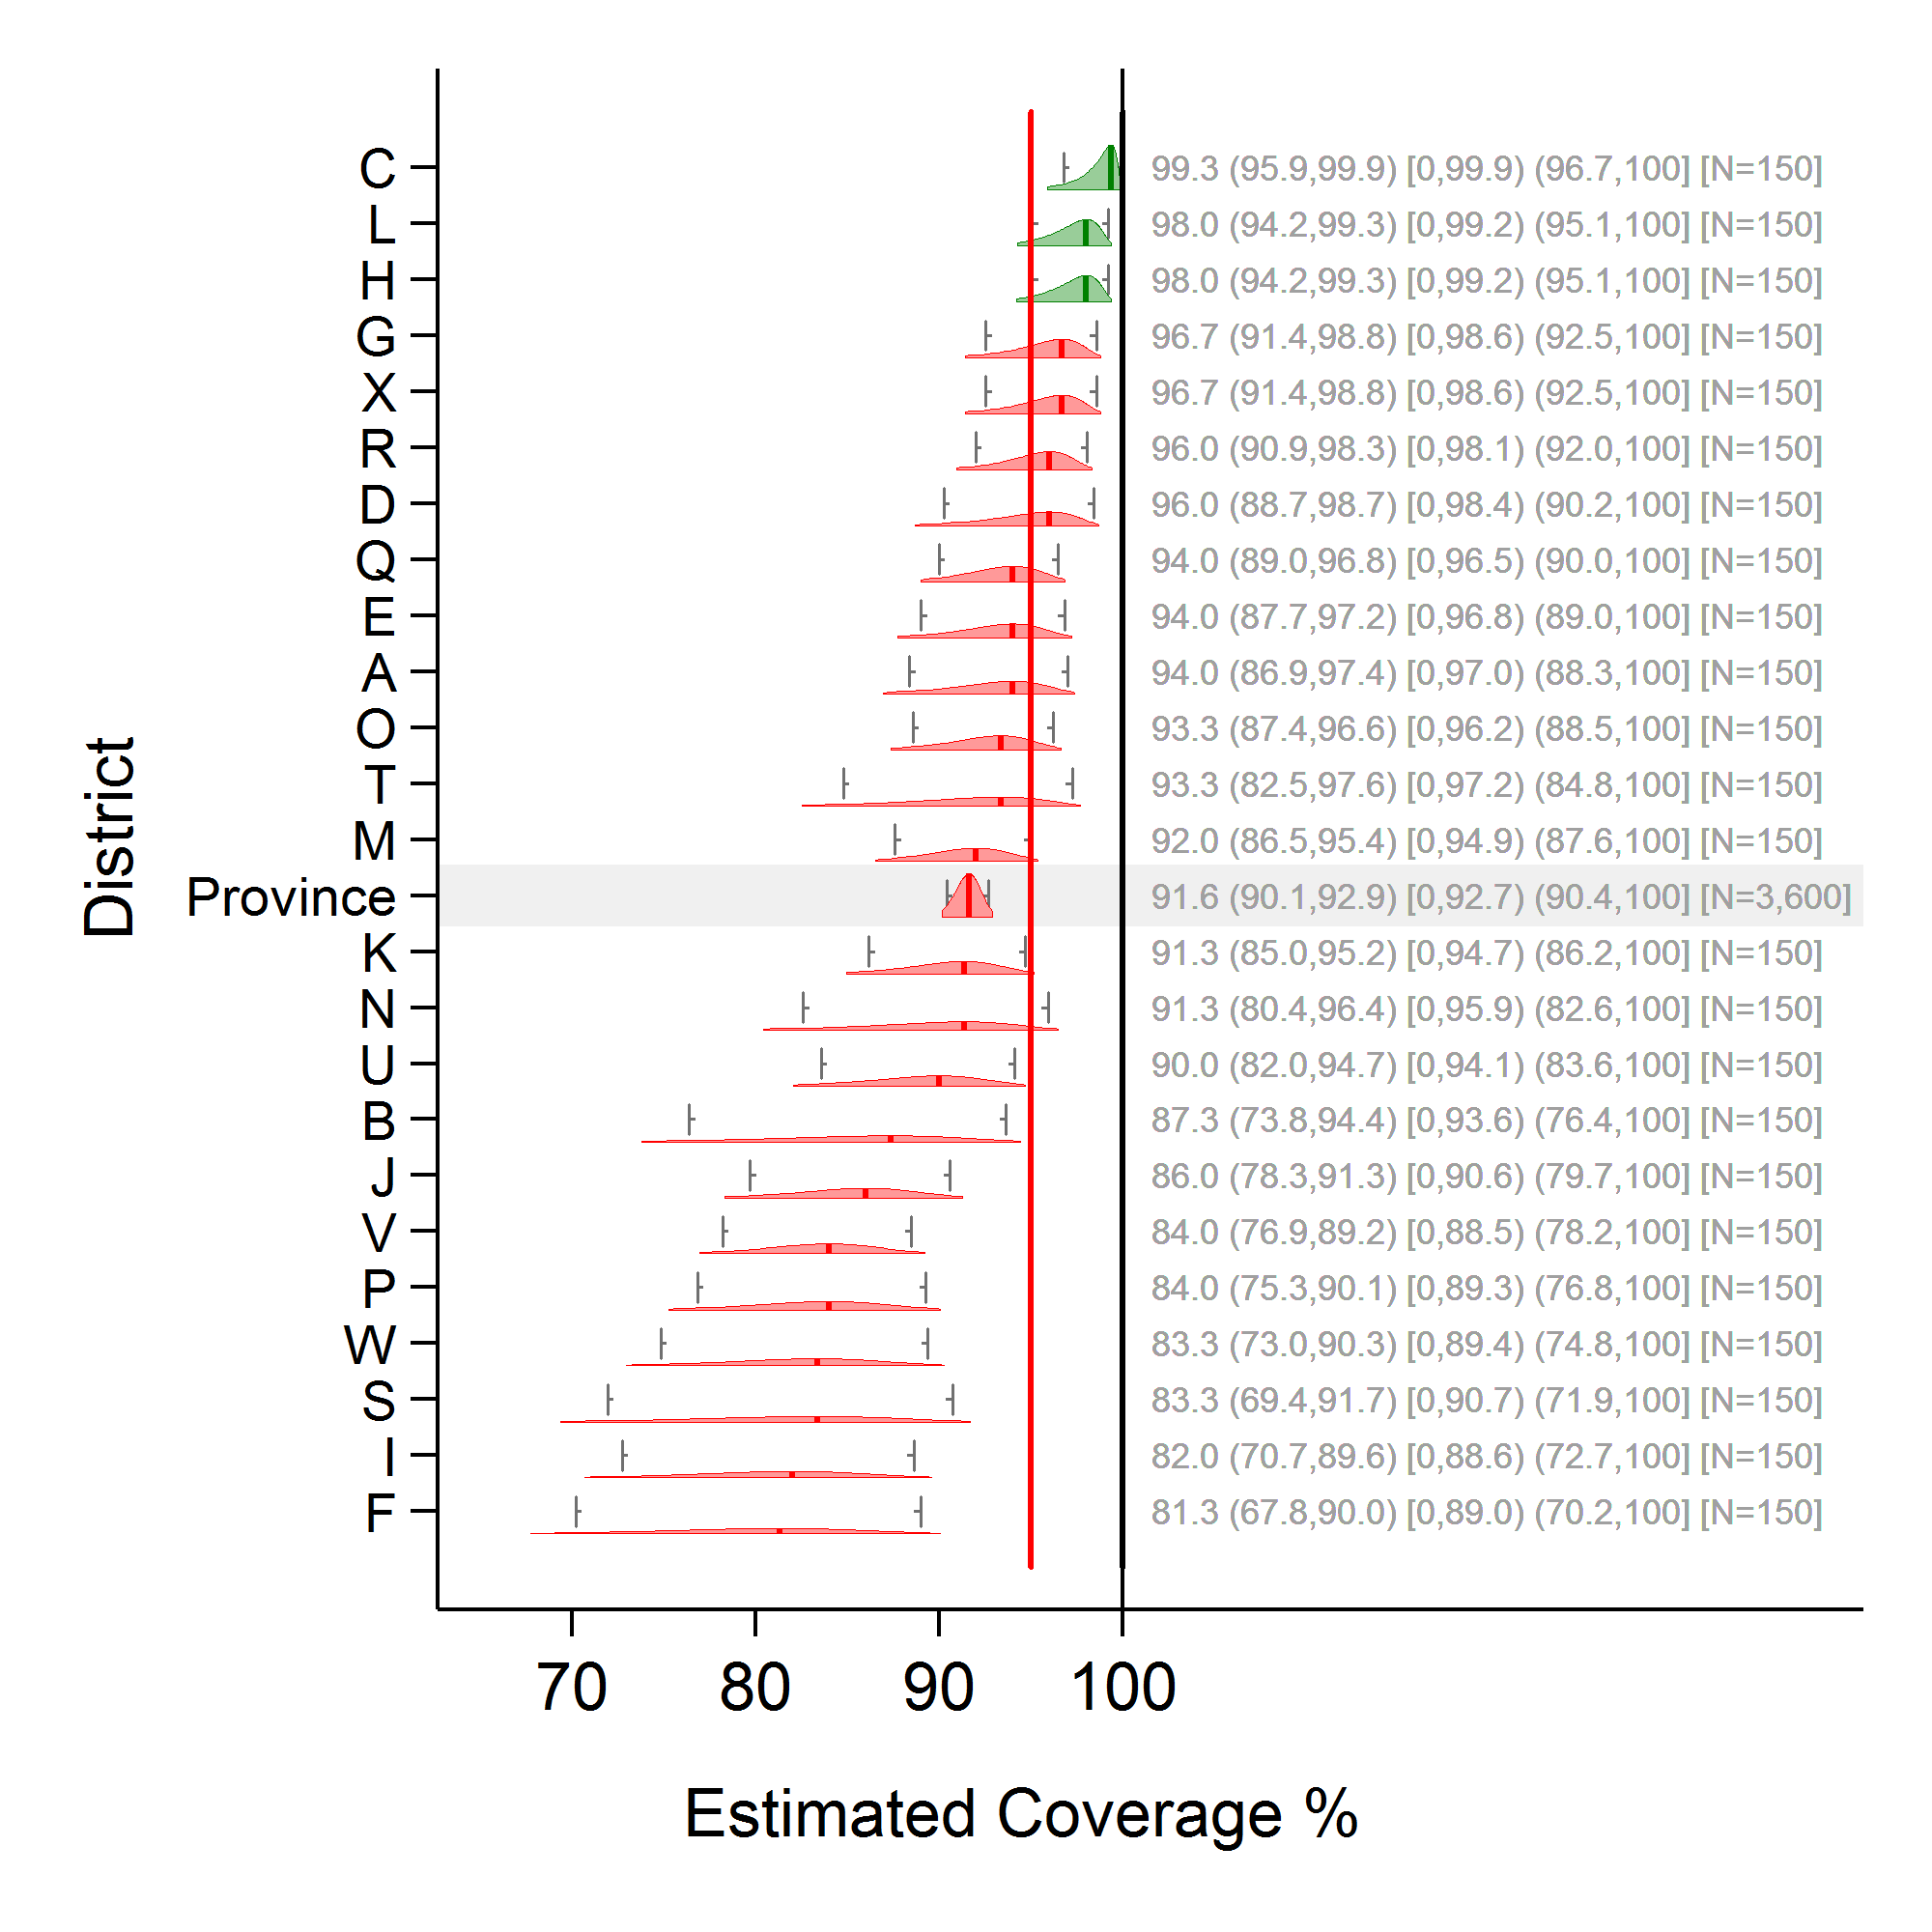 District
C 99.3 (95.9,99.9) [0,99.9) (96.7,100] [N=150]
L 98.0 (94.2,99.3) [0,99.2) (95.1,100] [N=150]
H 98.0 (94.2,99.3) [0,99.2) (95.1,100] [N=150]
G 96.7 (91.4,98.8) [0,98.6) (92.5,100] [N=150]
X 96.7 (91.4,98.8) [0,98.6) (92.5,100] [N=150]
R 96.0 (90.9,98.3) [0,98.1) (92.0,100] [N=150]
D 96.0 (88.7,98.7) [0,98.4) (90.2,100] [N=150]
Q 94.0 (89.0,96.8) [0,96.5) (90.0,100] [N=150]
E 94.0 (87.7,97.2) [0,96.8) (89.0,100] [N=150]
A 94.0 (86.9,97.4) [0,97.0) (88.3,100] [N=150]
O 93.3 (87.4,96.6) [0,96.2) (88.5,100] [N=150]
T 93.3 (82.5,97.6) [0,97.2) (84.8,100] [N=150]
M 92.0 (86.5,95.4) [0,94.9) (87.6,100] [N=150]
Province 91.6 (90.1,92.9) [0,92.7) (90.4,100] [N=3,600]
K 91.3 (85.0,95.2) [0,94.7) (86.2,100] [N=150]
N 91.3 (80.4,96.4) [0,95.9) (82.6,100] [N=150]
U 90.0 (82.0,94.7) [0,94.1) (83.6,100] [N=150]
B 87.3 (73.8,94.4) [0,93.6) (76.4,100] [N=150]
J 86.0 (78.3,91.3) [0,90.6) (79.7,100] [N=150]
V 84.0 (76.9,89.2) [0,88.5) (78.2,100] [N=150]
P 84.0 (75.3,90.1) [0,89.3) (76.8,100] [N=150]
W 83.3 (73.0,90.3) [0,89.4) (74.8,100] [N=150]
S 83.3 (69.4,91.7) [0,90.7) (71.9,100] [N=150]
I 82.0 (70.7,89.6) [0,88.6) (72.7,100] [N=150]
F 81.3 (67.8,90.0) [0,89.0) (70.2,100] [N=150]
70 80 90 100
Estimated Coverage %